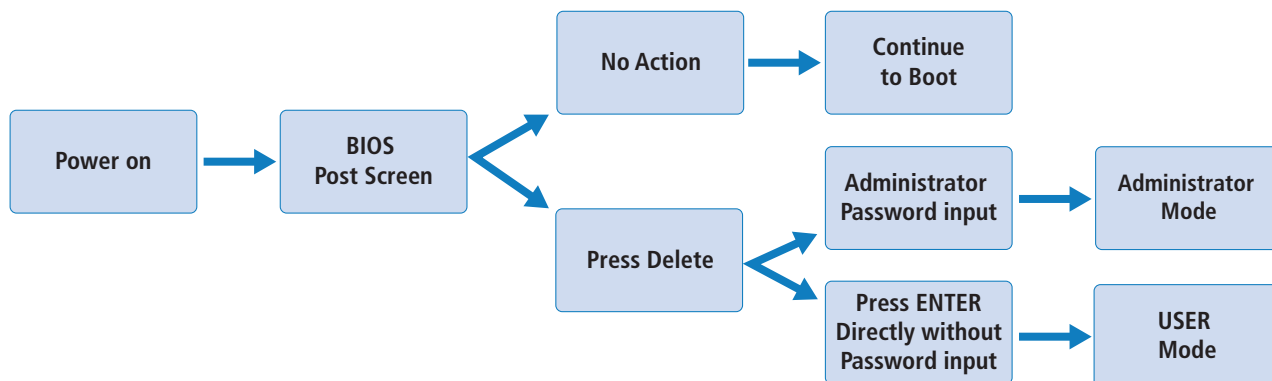 Power on
BIOS
Post Screen
No Action
Continue
to Boot
Press Delete
Administrator
Password input
Administrator
Mode
Press ENTER
Directly without
Password input
USER
Mode